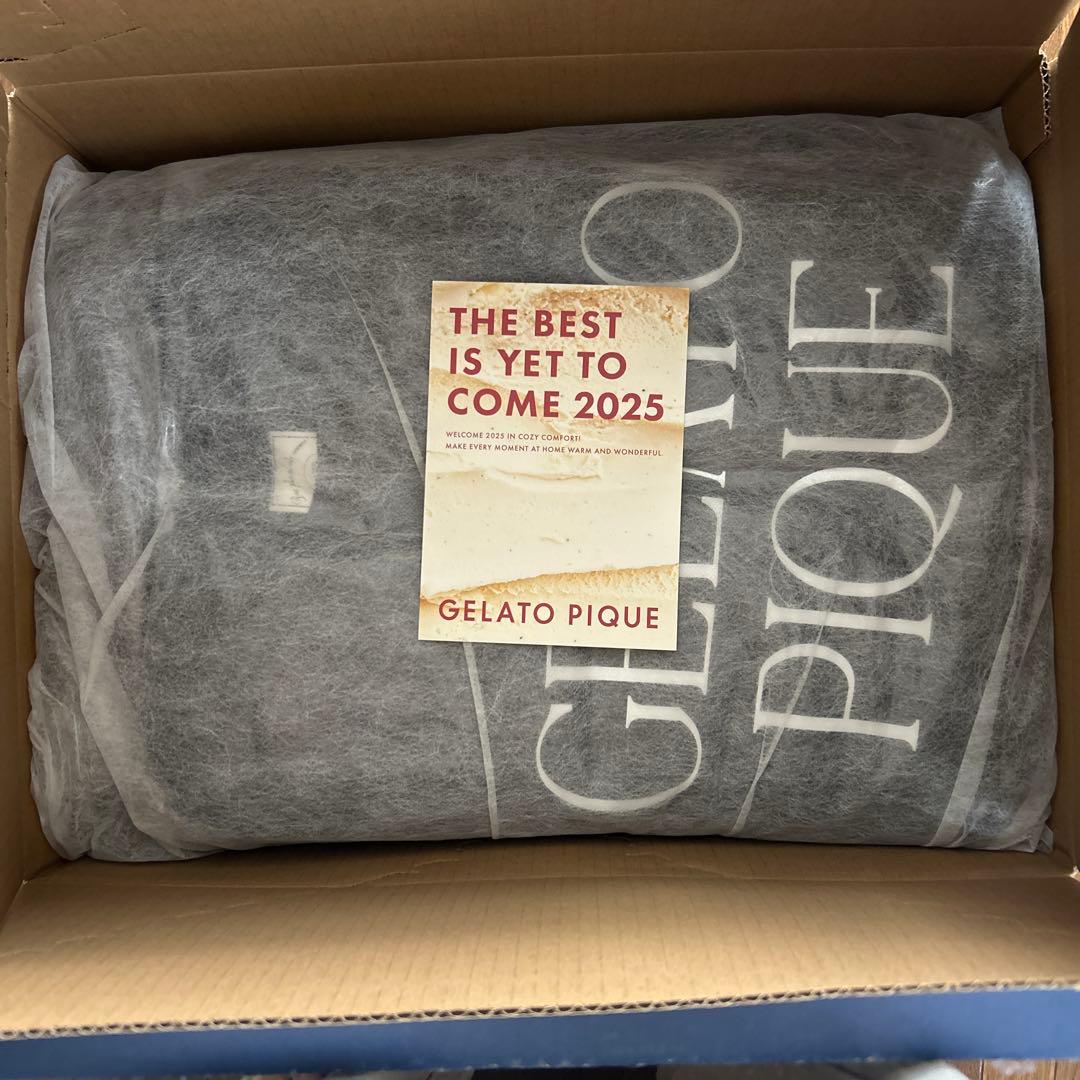 THE BEST
IS YET TO
COME 2025
WELCOME 2025 IN COZY COMFORT!
MAKE EVERY MOMENT AT HOME WARM AND WONDERFUL.
GELATO PIQUE
GELATO
PIQUE